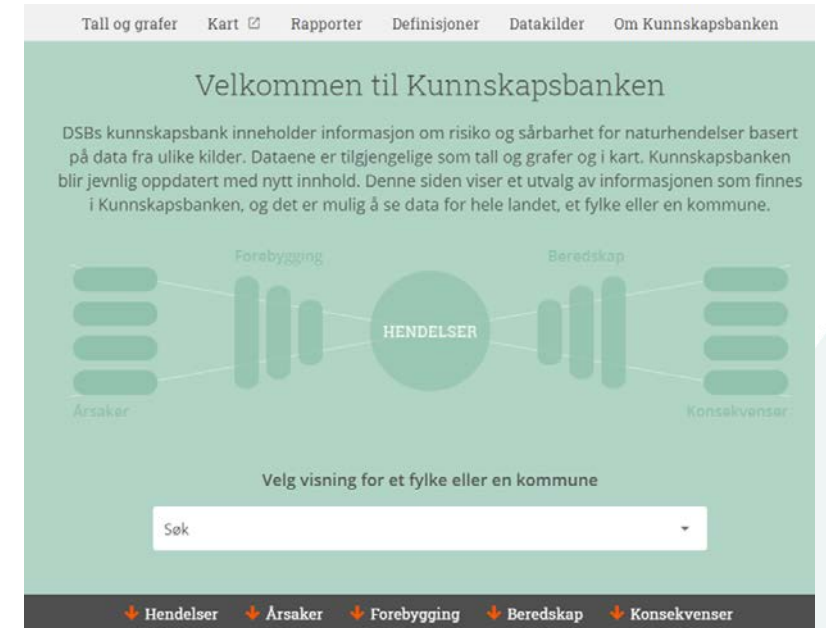 Tall og grafer Kart Rapporter Definisjoner Datakilder Om Kunnskapsbanken
Velkommen til Kunnskapsbanken
DSBs kunnskapsbank inneholder informasjon om risiko og sårbarhet for naturhendelser basert
på data fra ulike kilder. Dataene er tilgjengelige som tall og grafer og i kart. Kunnskapsbanken
blir jevnlig oppdatert med nytt innhold. Denne siden viser et utvalg av informasjonen som finnes
i Kunnskapsbanken, og det er mulig å se data for hele landet, et fylke eller en kommune.
Forebygging Beredskap
HENDELSER
Årsaker Konsekvenser
Velg visning for et fylke eller en kommune
Søk
Hendelser Årsaker Forebygging Beredskap Konsekvenser